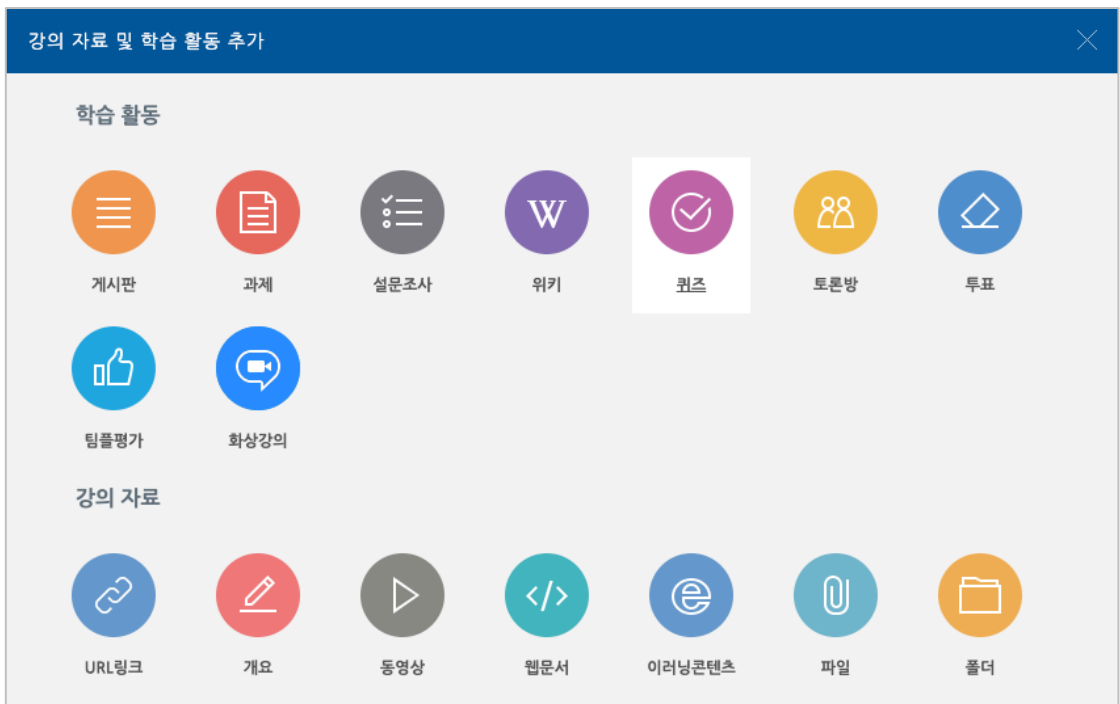 강의 자료 및 학습 활동 추가
학습 활동
게시판 과제 설문조사 위키 퀴즈 토론방 투표
팀플평가 화상강의
강의 자료
URL링크 개요 동영상 웹문서 이러닝콘텐츠 파일 폴더